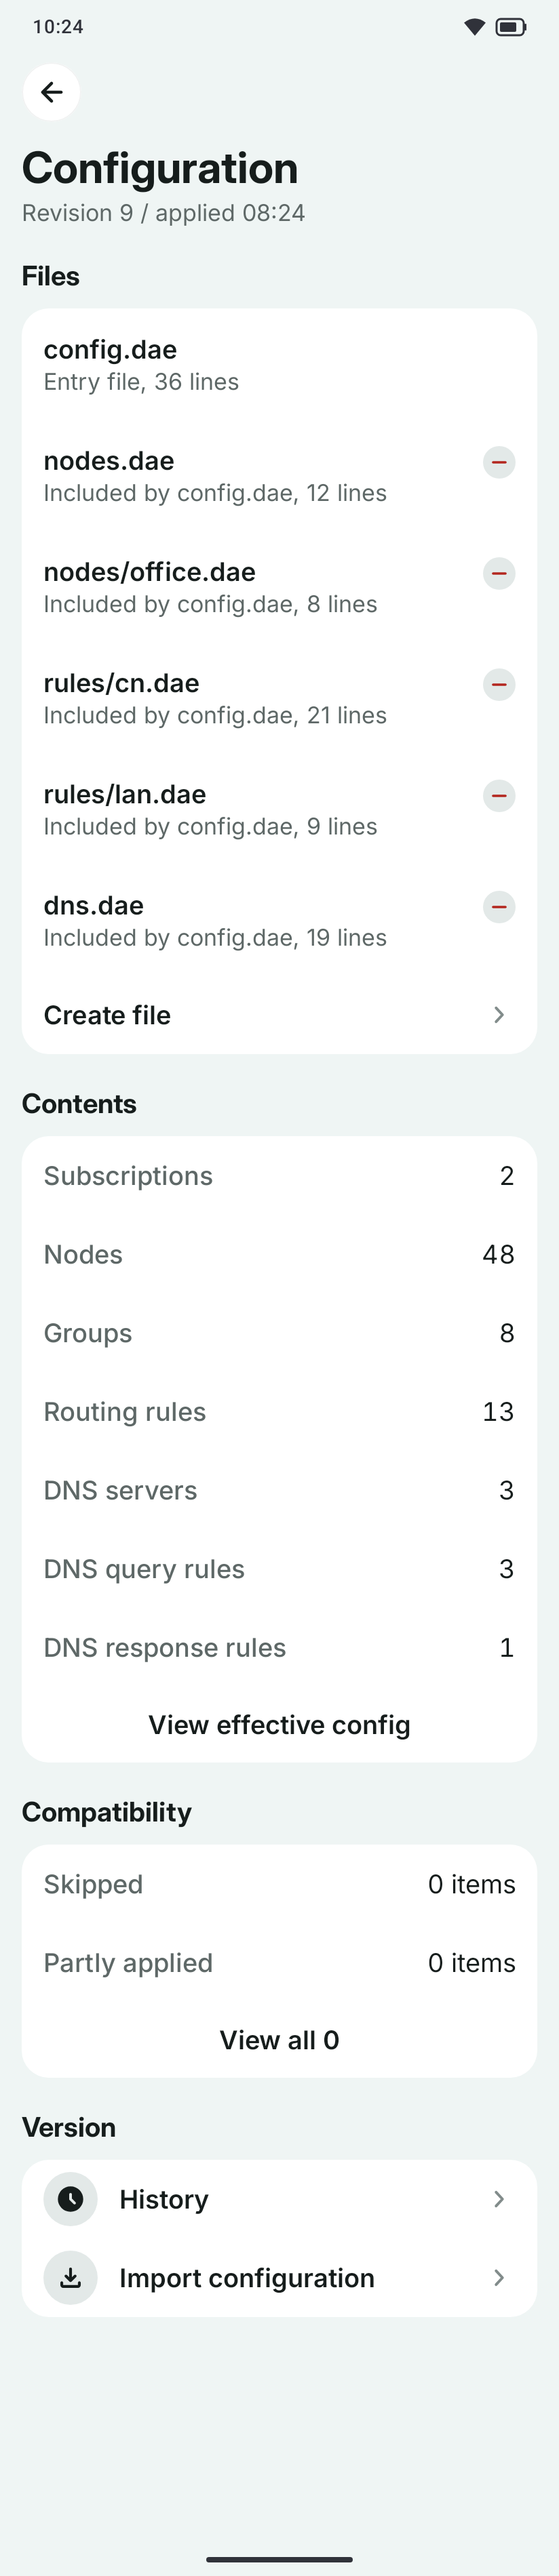 10:24
Configuration
Revision 9 / applied 08:24
Files
config.dae
Entry file, 36 lines
nodes.dae
Included by config.dae, 12 lines
nodes/office.dae
Included by config.dae, 8 lines
rules/cn.dae
Included by config.dae, 21 lines
rules/lan.dae
Included by config.dae, 9 lines
dns.dae
Included by config.dae, 19 lines
Create file
Contents
Subscriptions 2
Nodes 48
Groups 8
Routing rules 13
DNS servers 3
DNS query rules 3
DNS response rules 1
View effective config
Compatibility
Skipped 0 items
Partly applied 0 items
View all 0
Version
History
Import configuration